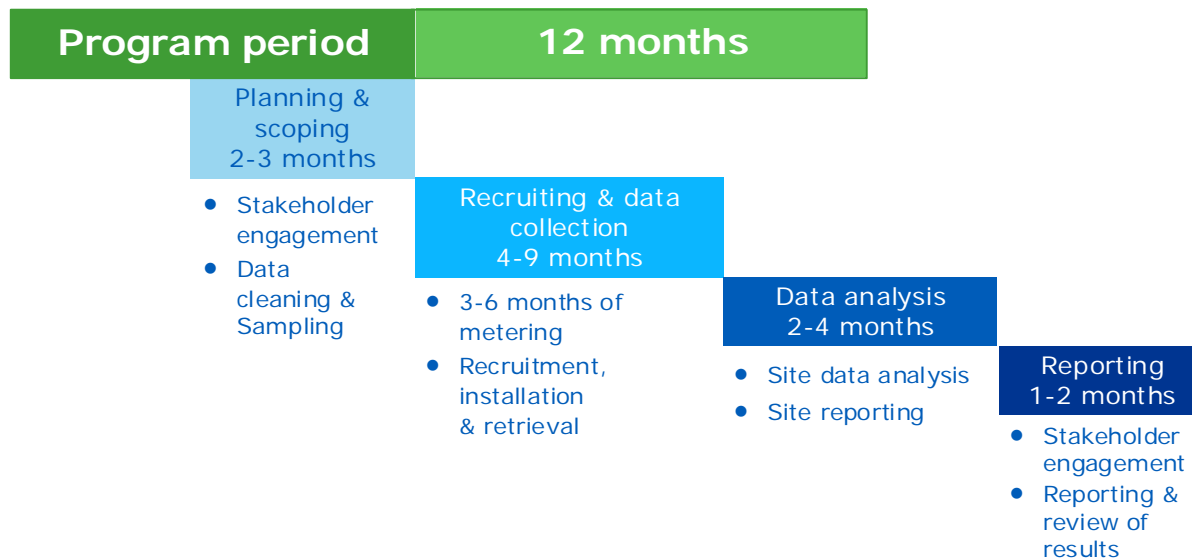 Program period
12 months
Planning &
scoping
2-3 months
• Stakeholder
engagement
• Data
cleaning &
Sampling
Recruiting & data
collection
4-9 months
• 3-6 months of
metering
• Recruitment,
installation
& retrieval
Data analysis
2-4 months
• Site data analysis
• Site reporting
Reporting
1-2 months
• Stakeholder
engagement
• Reporting &
review of
results